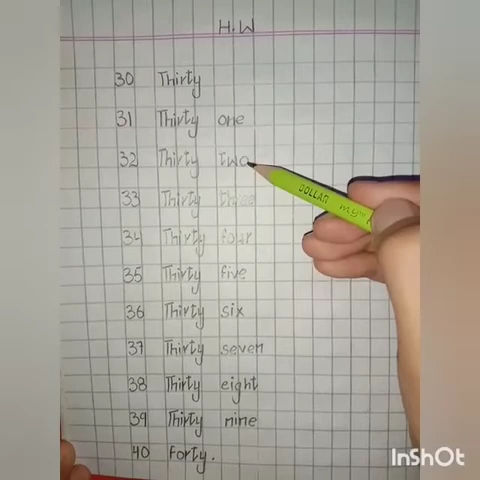 H.W
30 Thirty
31 Thirty one
32 Thirty two
33 Thirty three
34 Thirty four
35 Thirty five
36 Thirty six
37 Thirty seven
38 Thirty eight
39 Thirty nine
40 Forty.
DOLLAR my
InShOt